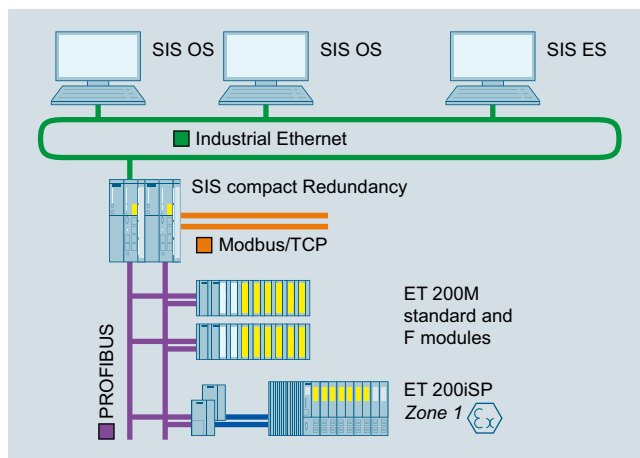 SIS OS
SIS OS
SIS ES
Industrial Ethernet
SIS compact Redundancy
Modbus/TCP
ET 200M
standard and
F modules
PROFIBUS
ET 200iSP
Zone 1
εx